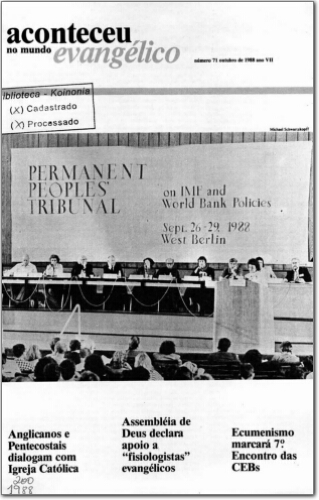 aconteceu
no mundo evangélico
número 71 outubro de 1988 ano VII
Biblioteca - Koinonia
(X) Cadastrado
(X) Processado
Michael Schwarzkopff
PERMANENT
PEOPLES'
TRIBUNAL
on IMF and
World Bank Policies
Sept. 26-29, 1988
West Berlin
Anglicanos e
Pentecostais
dialogam com
Igreja Católica
Assembléia de
Deus declara
apoio a
"fisiologistas"
evangélicos
Ecumenismo
marcará 7º
Encontro das
CEBs
200
1988